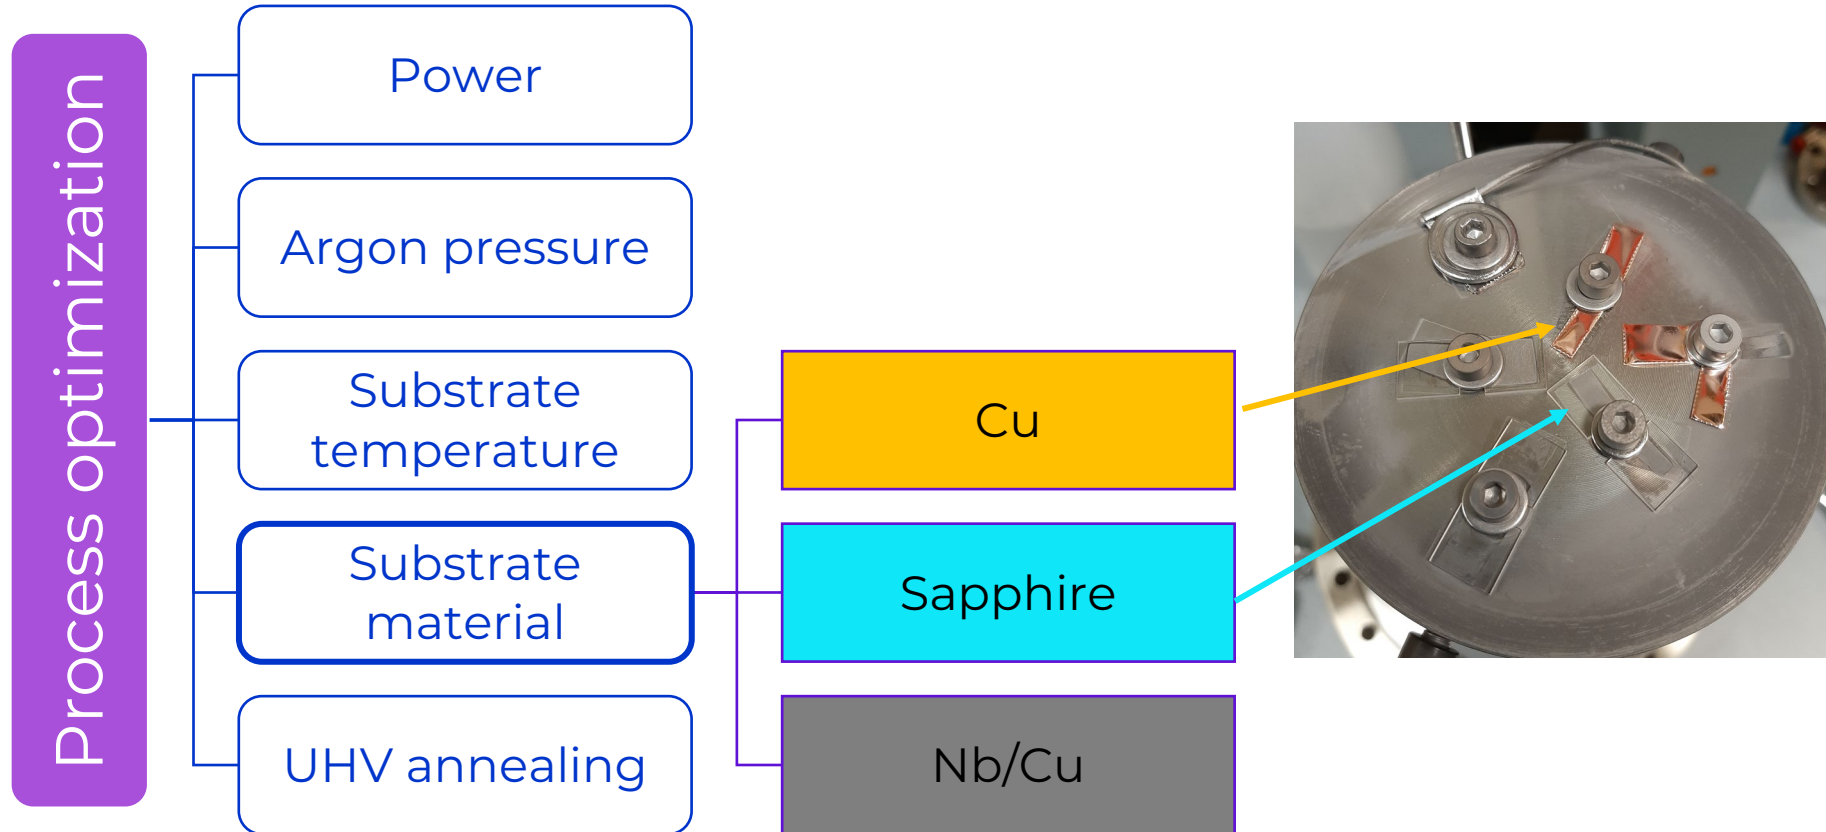 Process optimization
Power
Argon pressure
Substrate
temperature
Substrate
material
UHV annealing
Cu
Sapphire
Nb/Cu